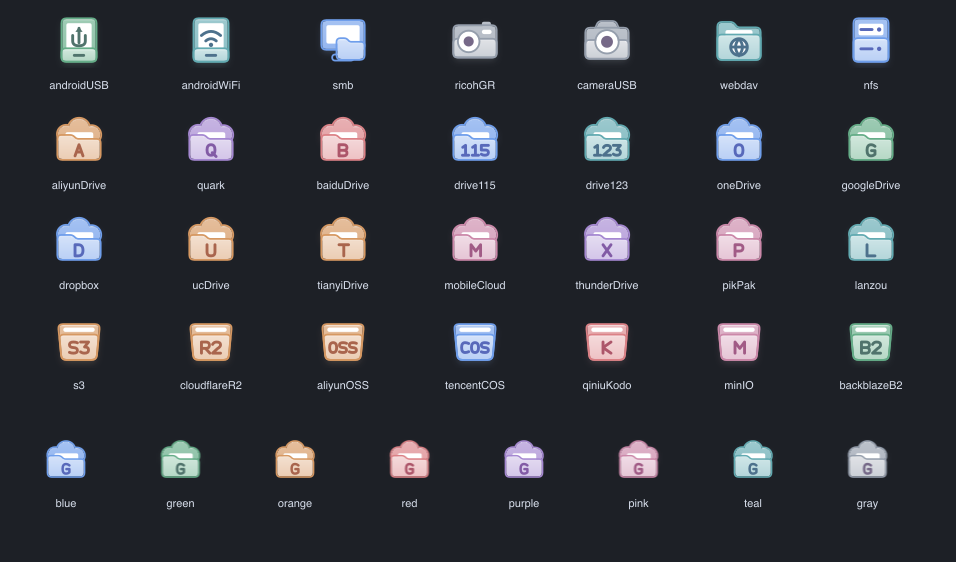 androidUSB androidWiFi smb ricohGR cameraUSB webdav nfs
A Q B 115 123 O G
aliyunDrive quark baiduDrive drive115 drive123 oneDrive googleDrive
D U T M X P L
dropbox ucDrive tianyiDrive mobileCloud thunderDrive pikPak lanzou
S3 R2 OSS COS K M B2
s3 cloudflareR2 aliyunOSS tencentCOS qiniuKodo minIO backblazeB2
G G G G G G G G
blue green orange red purple pink teal gray